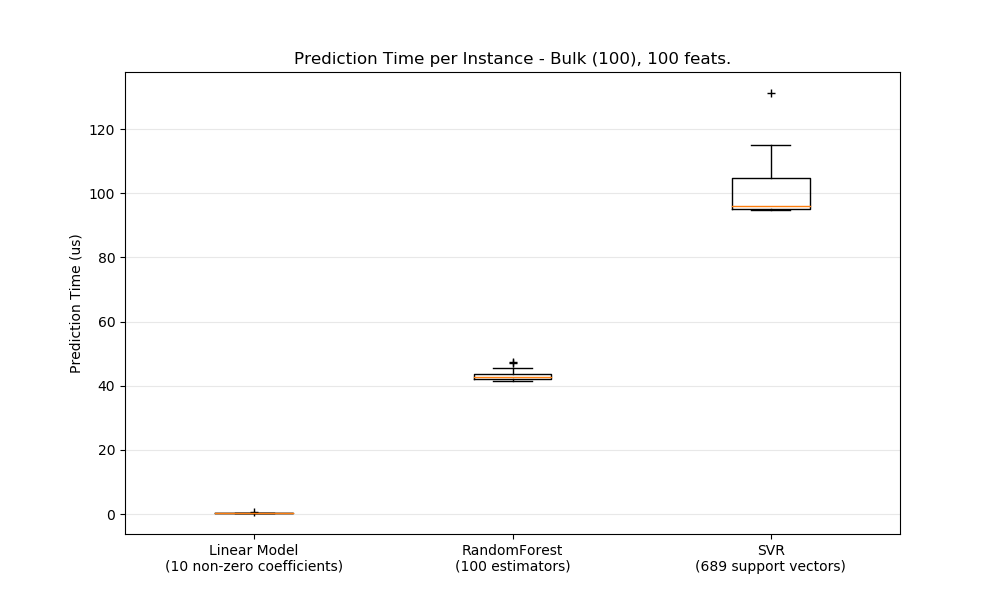 Prediction Time per Instance - Bulk (100), 100 feats.
Prediction Time (us)
120
100
80
60
40
20
0
Linear Model
(10 non-zero coefficients)
RandomForest
(100 estimators)
SVR
(689 support vectors)